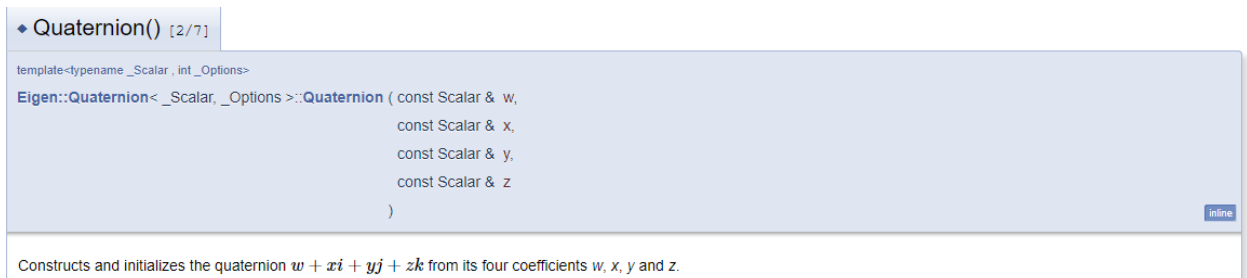 ◆ Quaternion() [2/7]
template<typename _Scalar , int _Options>
Eigen::Quaternion< _Scalar, _Options >::Quaternion ( const Scalar & w,
const Scalar & x,
const Scalar & y,
const Scalar & z
)
inline
Constructs and initializes the quaternion w + xi + yj + zk from its four coefficients w, x, y and z.